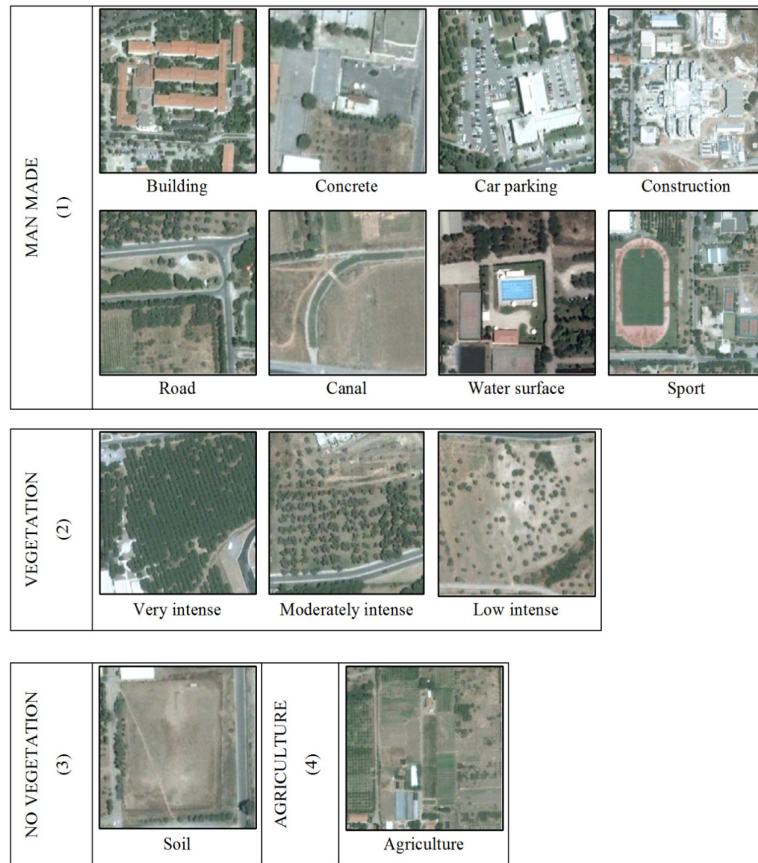 MAN MADE
(1)
Building
Concrete
Car parking
Construction
Road
Canal
Water surface
Sport
VEGETATION
(2)
Very intense
Moderately intense
Low intense
NO VEGETATION
(3)
Soil
AGRICULTURE
(4)
Agriculture